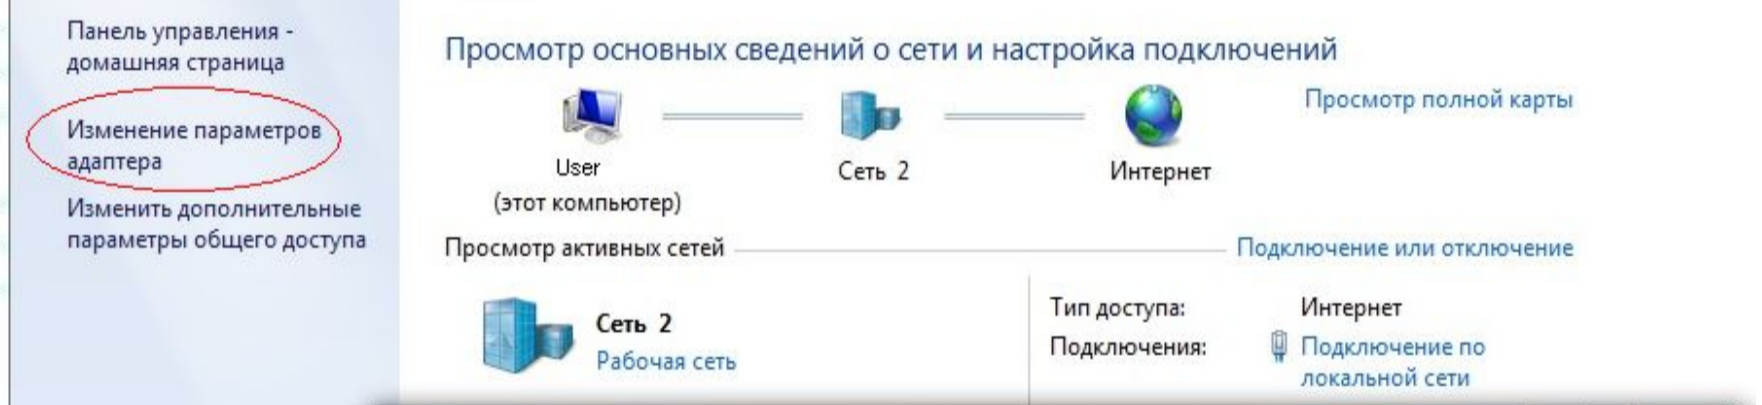 Панель управления -
домашняя страница
Изменение параметров
адаптера
Изменить дополнительные
параметры общего доступа
Просмотр основных сведений о сети и настройка подключений
Просмотр полной карты
User
(этот компьютер)
Сеть 2
Интернет
Просмотр активных сетей
Подключение или отключение
Сеть 2
Рабочая сеть
Тип доступа: Интернет
Подключения: Подключение по
локальной сети